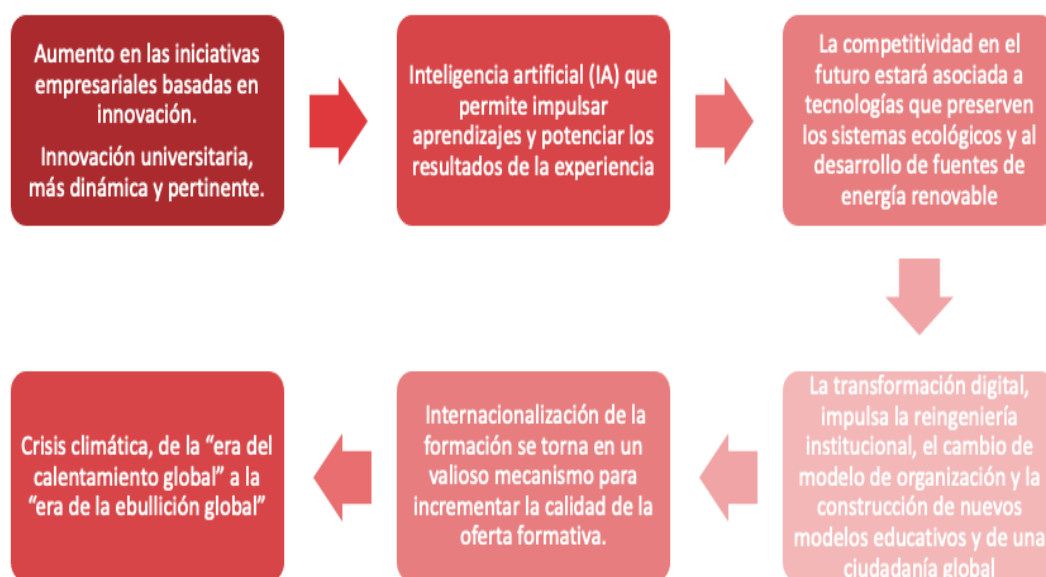 Aumento en las iniciativas
empresariales basadas en
innovación.
Innovación universitaria,
más dinámica y pertinente.
Inteligencia artificial (IA) que
permite impulsar
aprendizajes y potenciar los
resultados de la experiencia
La competitividad en el
futuro estará asociada a
tecnologías que preserven
los sistemas ecológicos y al
desarrollo de fuentes de
energía renovable
La transformación digital,
impulsa la reingeniería
institucional, el cambio de
modelo de organización y la
construcción de nuevos
modelos educativos y de una
ciudadanía global
Internacionalización de la
formación se torna en un
valioso mecanismo para
incrementar la calidad de la
oferta formativa.
Crisis climática, de la “era del
calentamiento global” a la
“era de la ebullición global”